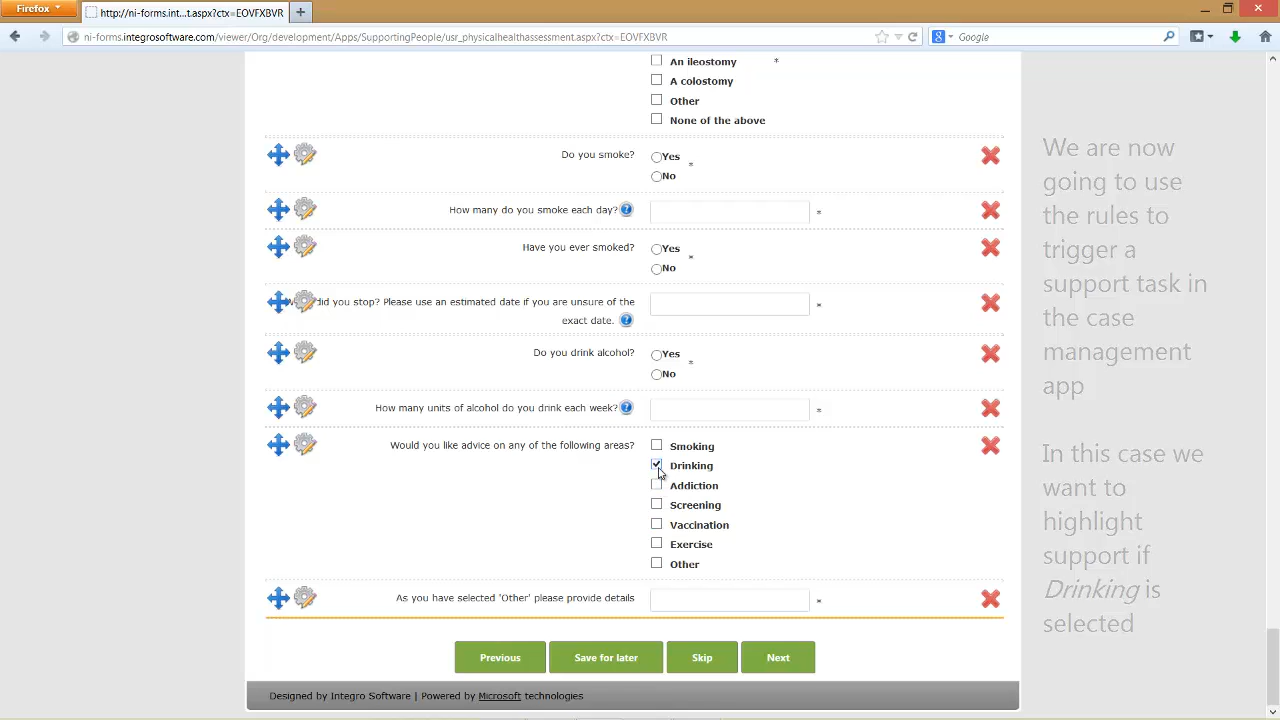 Firefox
http://ni-forms.int...t.aspx?ctx=EOVFXBVR
ni-forms.integrosoftware.com/viewer/Org/development/Apps/SupportingPeople/usr_physicalhealthassessment.aspx?ctx=EOVFXBVR
Google
An ileostomy *
A colostomy
Other
None of the above
Do you smoke? Yes *
No
How many do you smoke each day? ? *
Have you ever smoked? Yes *
No
did you stop? Please use an estimated date if you are unsure of the *
exact date. ?
Do you drink alcohol? Yes *
No
How many units of alcohol do you drink each week? ? *
Would you like advice on any of the following areas? Smoking
Drinking
Addiction
Screening
Vaccination
Exercise
Other
As you have selected 'Other' please provide details *
Previous Save for later Skip Next
Designed by Integro Software | Powered by Microsoft technologies
We are now
going to use
the rules to
trigger a
support task in
the case
management
app
In this case we
want to
highlight
support if
Drinking is
selected